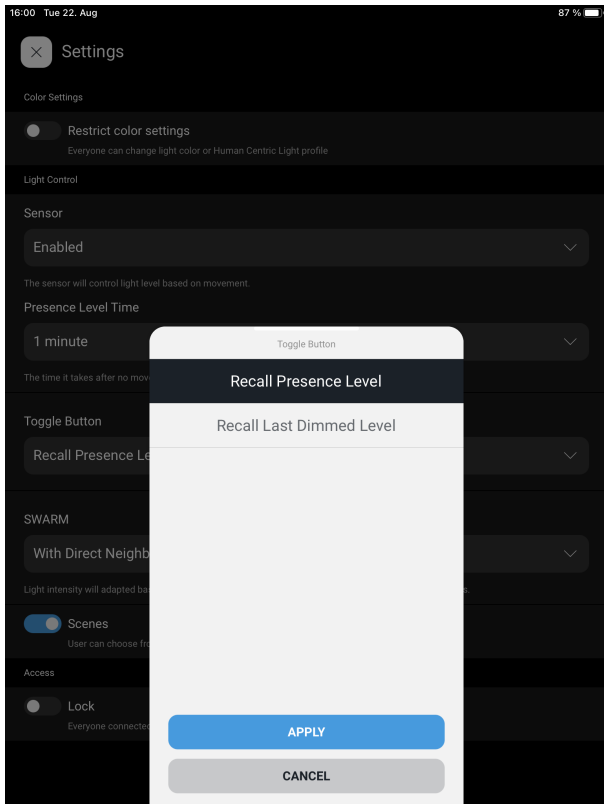 16:00 Tue 22. Aug 87 %
Settings
Color Settings
Restrict color settings
Everyone can change light color or Human Centric Light profile
Light Control
Sensor
Enabled
The sensor will control light level based on movement.
Presence Level Time
1 minute
The time it takes after no
Toggle Button
Recall Presence Level
Recall Last Dimmed Level
Toggle Button
Recall Presence Le
SWARM
With Direct Neighb
Light intensity will adapted
Scenes
User can choose
Access
Lock
Everyone connected
APPLY
CANCEL